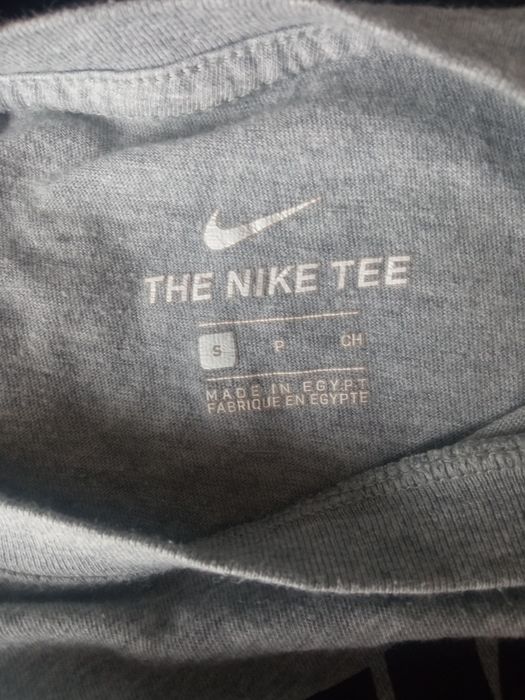 THE NIKE TEE
S P CH
MADE IN EGYPT
FABRIQUE EN EGYPTE